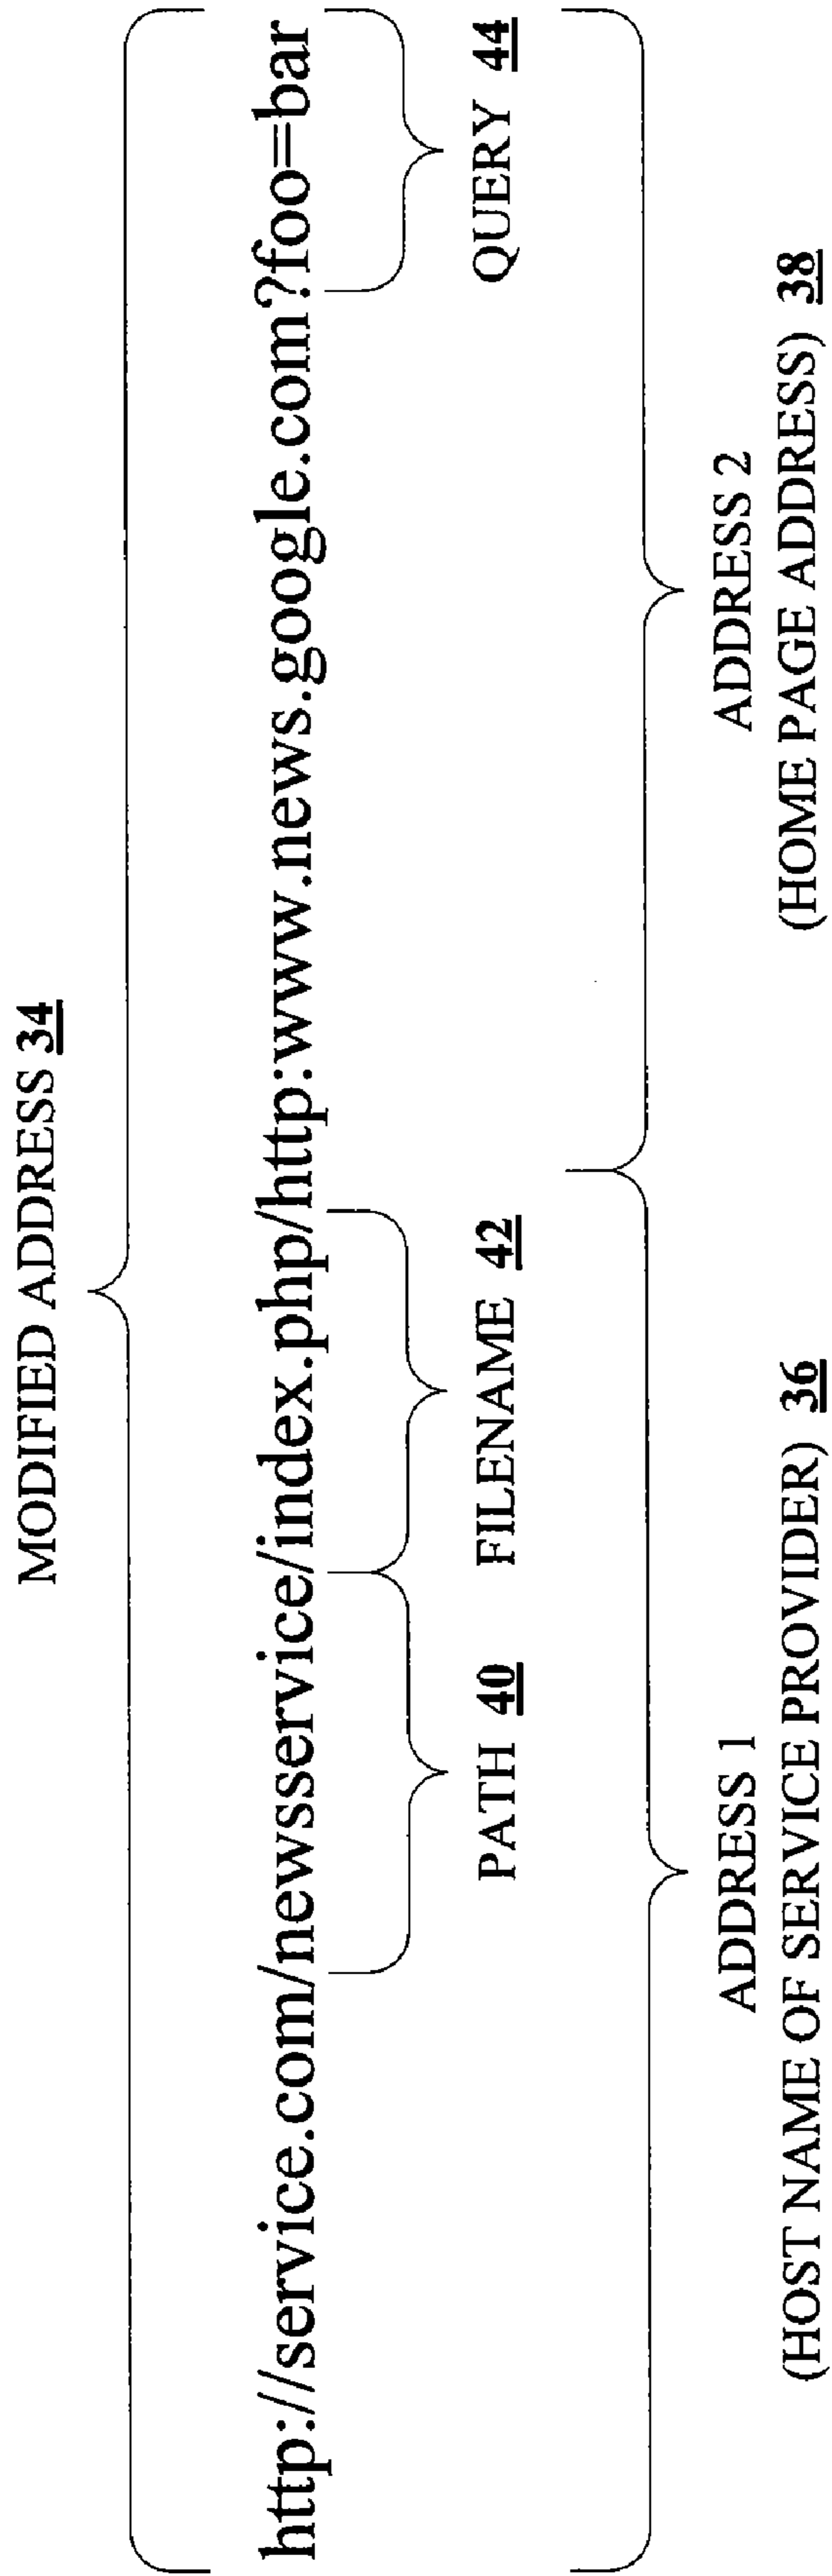 MODIFIED ADDRESS 34
http://service.com/newsservice/index.php/http:www.news.google.com?foo=bar
PATH 40
FILENAME 42
QUERY 44
ADDRESS 1
(HOST NAME OF SERVICE PROVIDER) 36
ADDRESS 2
(HOME PAGE ADDRESS) 38